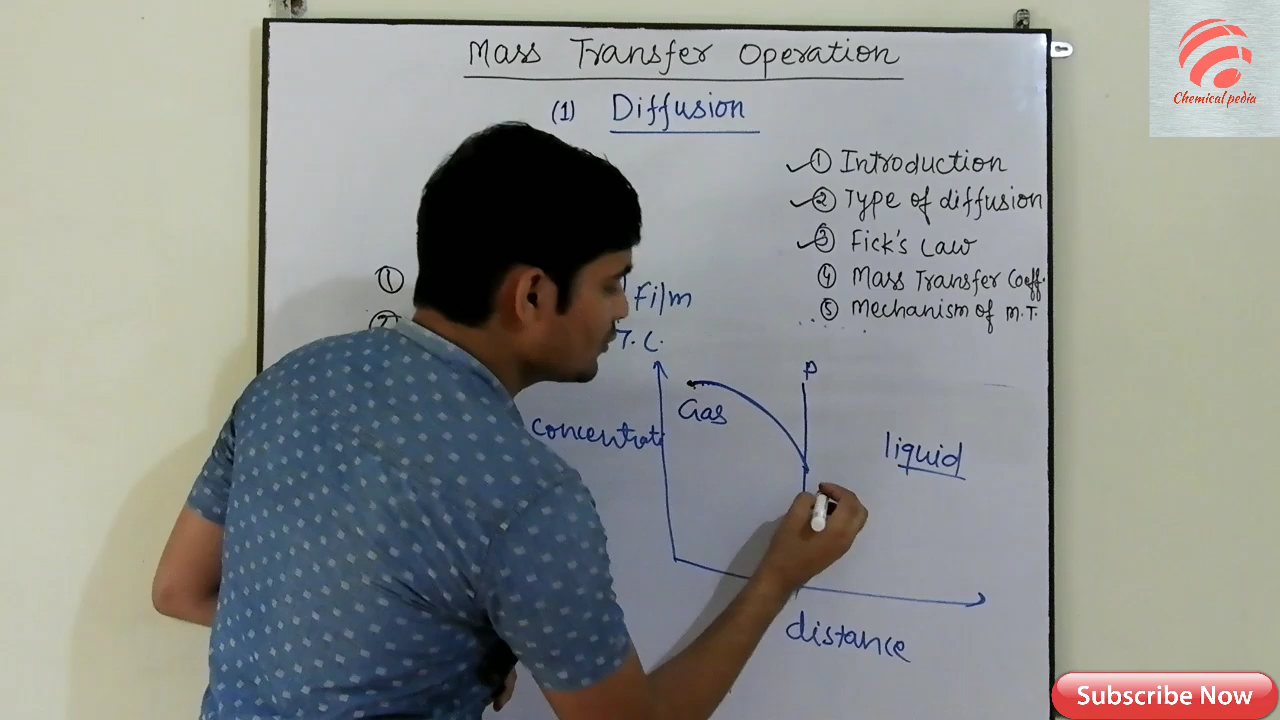 Mass Transfer Operation
(1) Diffusion
① Introduction
② Type of diffusion
③ Fick's Law
④ Mass Transfer Coeff.
⑤ Mechanism of M.T.
①
Film
②
T.C.
P
Gas
Concentrati
liquid
distance
Chemical pedia
Subscribe Now